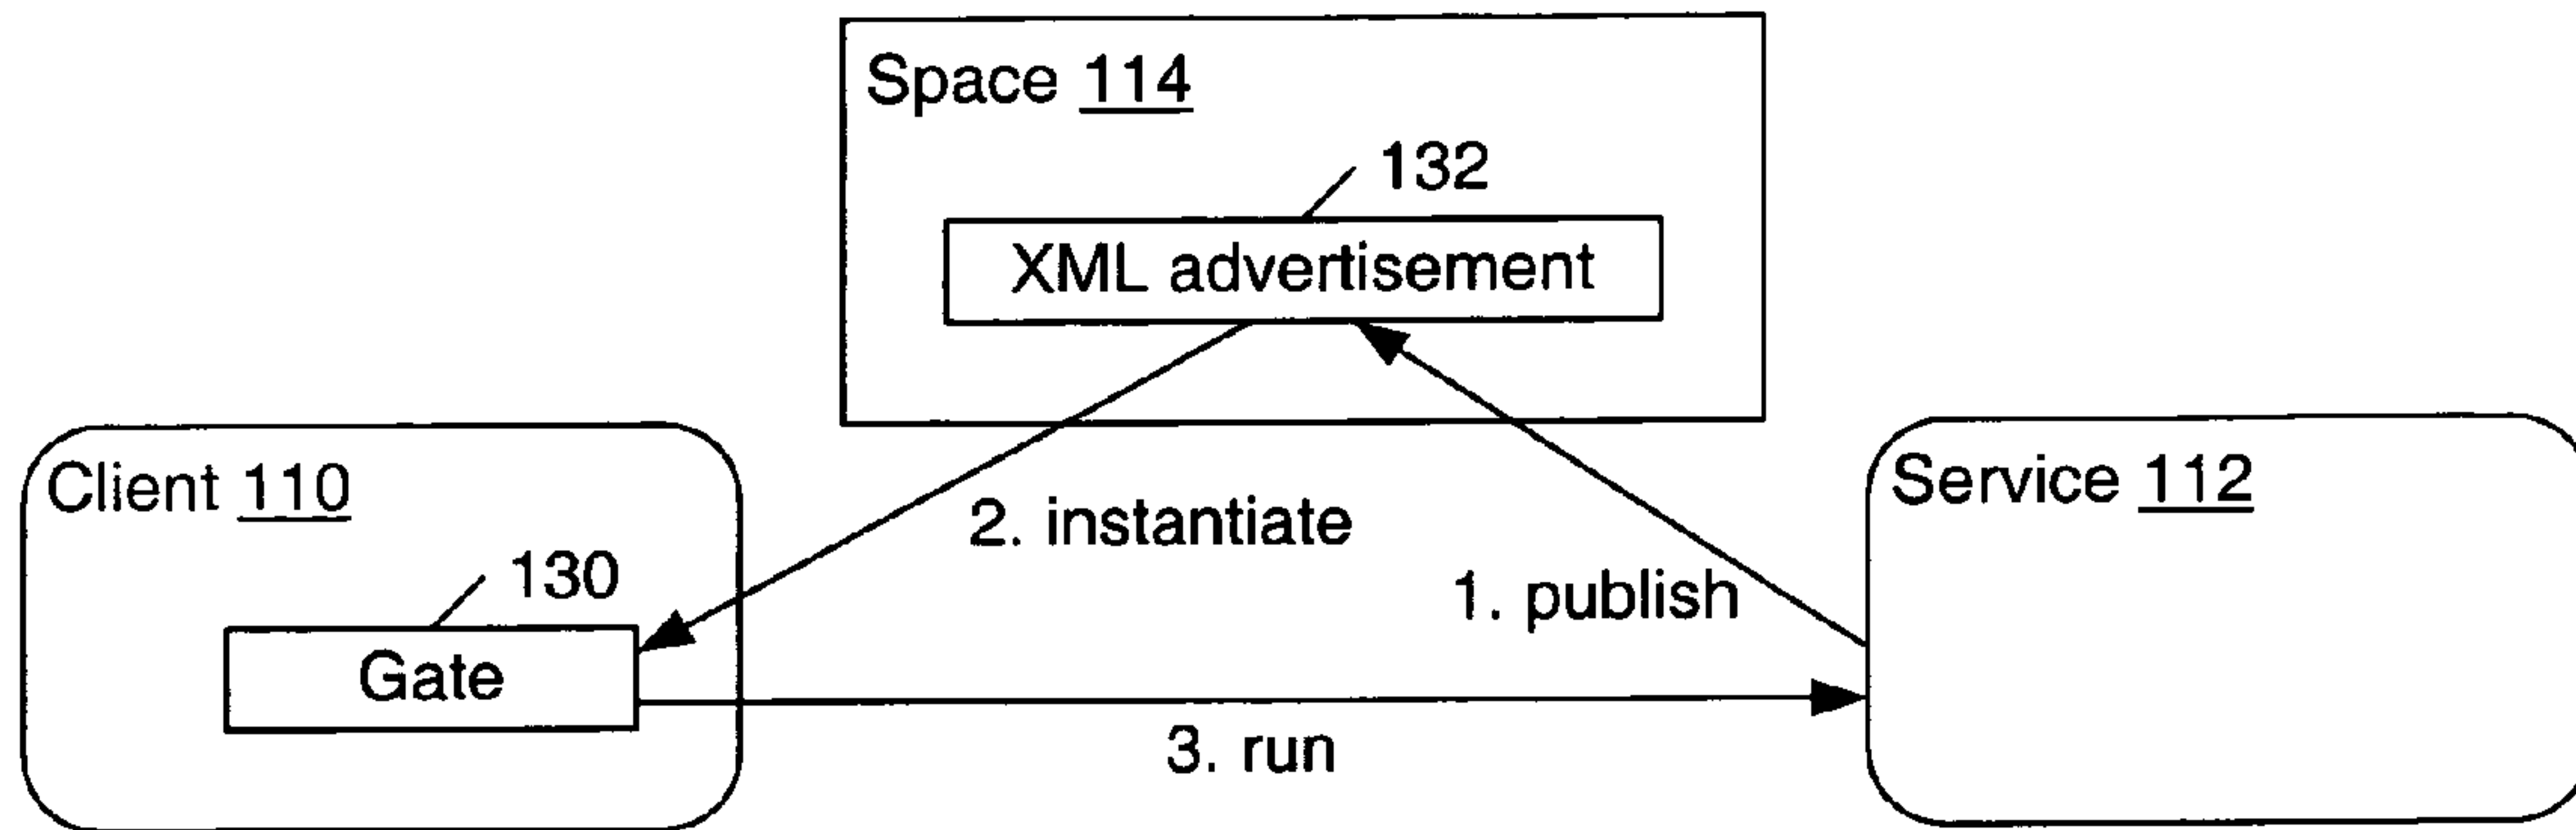 Space 114
132
XML advertisement
Client 110
2. instantiate
Service 112
130
1. publish
Gate
3. run